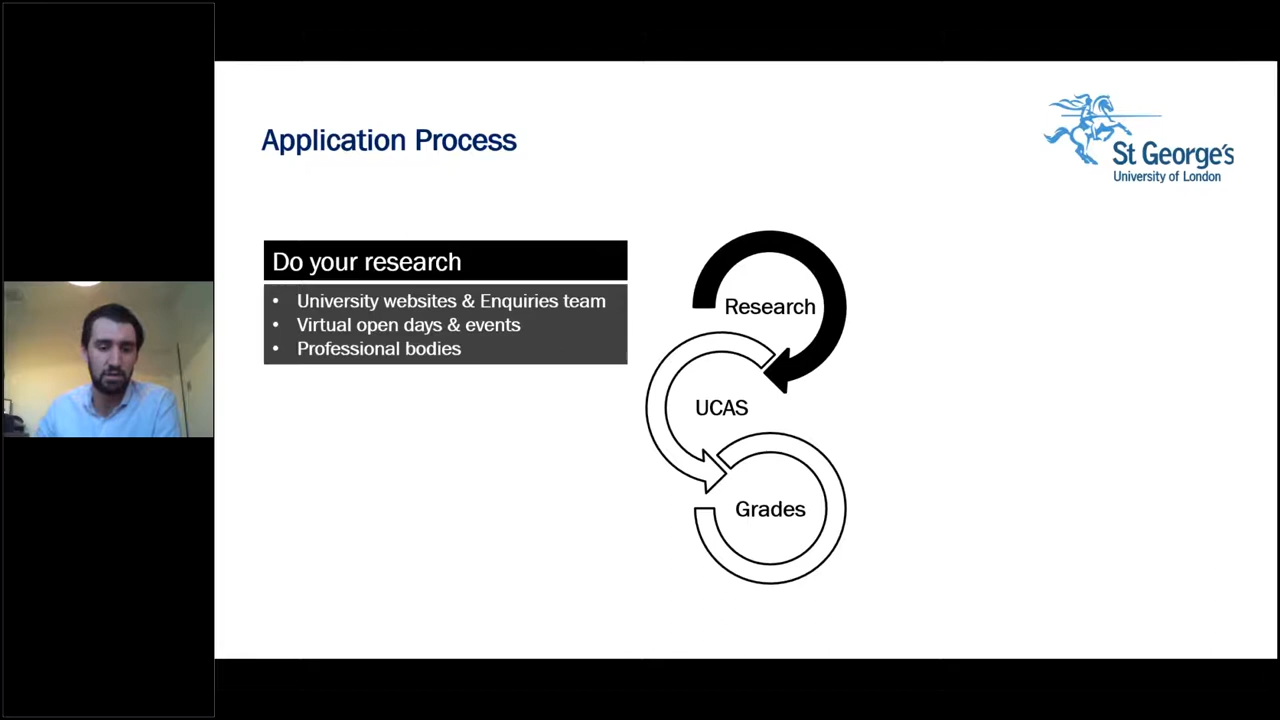 Application Process
St George's
University of London
Do your research
• University websites & Enquiries team
• Virtual open days & events
• Professional bodies
Research
UCAS
Grades